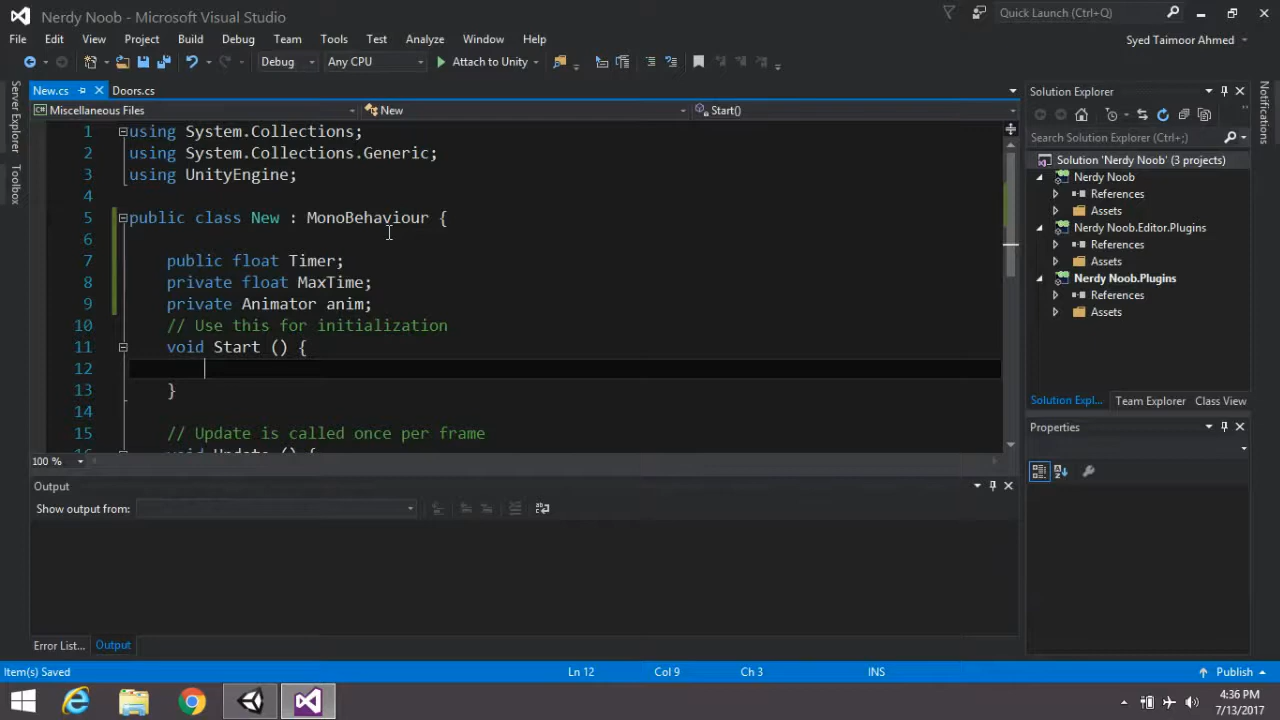 Nerdy Noob - Microsoft Visual Studio
Quick Launch (Ctrl+Q)
File Edit View Project Build Debug Team Tools Test Analyze Window Help
Syed Taimoor Ahmed
Debug Any CPU Attach to Unity
New.cs Doors.cs
Miscellaneous Files New Start()
Server Explorer
Toolbox
1 using System.Collections;
2 using System.Collections.Generic;
3 using UnityEngine;
4
5 public class New : MonoBehaviour {
6
7 public float Timer;
8 private float MaxTime;
9 private Animator anim;
10 // Use this for initialization
11 void Start () {
12
13 }
14
15 // Update is called once per frame
16 void Update () {
100 %
Output
Show output from:
Error List... Output
Solution Explorer
Search Solution Explorer (Ctrl+;)
Solution 'Nerdy Noob' (3 projects)
Nerdy Noob
References
Assets
Nerdy Noob.Editor.Plugins
References
Assets
Nerdy Noob.Plugins
References
Assets
Solution Expl... Team Explorer Class View
Properties
Notifications
Item(s) Saved Ln 12 Col 9 Ch 3 INS Publish
4:36 PM
7/13/2017